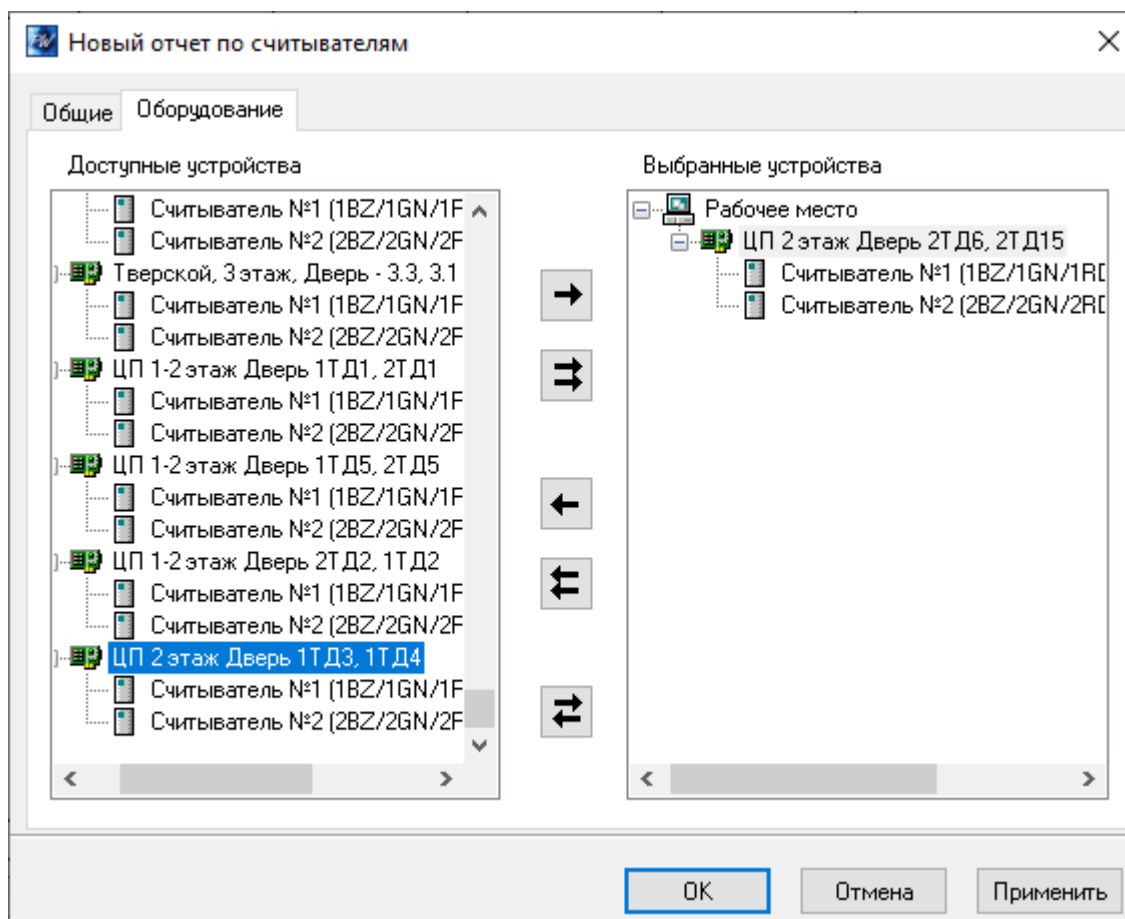 Новый отчет по считывателям
Общие
Оборудование
Доступные устройства
Считыватель №1 (1BZ/1GN/1F
Считыватель №2 (2BZ/2GN/2F
Тверской, 3 этаж, Дверь - 3.3, 3.1
Считыватель №1 (1BZ/1GN/1F
Считыватель №2 (2BZ/2GN/2F
ЦП 1-2 этаж Дверь 1ТД1, 2ТД1
Считыватель №1 (1BZ/1GN/1F
Считыватель №2 (2BZ/2GN/2F
ЦП 1-2 этаж Дверь 1ТД5, 2ТД5
Считыватель №1 (1BZ/1GN/1F
Считыватель №2 (2BZ/2GN/2F
ЦП 1-2 этаж Дверь 2ТД2, 1ТД2
Считыватель №1 (1BZ/1GN/1F
Считыватель №2 (2BZ/2GN/2F
ЦП 2 этаж Дверь 1ТД3, 1ТД4
Считыватель №1 (1BZ/1GN/1F
Считыватель №2 (2BZ/2GN/2F
Выбранные устройства
Рабочее место
ЦП 2 этаж Дверь 2ТД6, 2ТД15
Считыватель №1 (1BZ/1GN/1RD
Считыватель №2 (2BZ/2GN/2RD
OK
Отмена
Применить